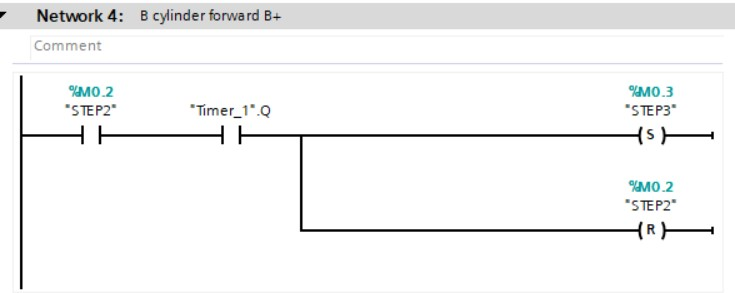 Network 4: B cylinder forward B+
Comment
%M0.2
"STEP2"
"Timer_1".Q
%M0.3
"STEP3"
S
%M0.2
"STEP2"
R